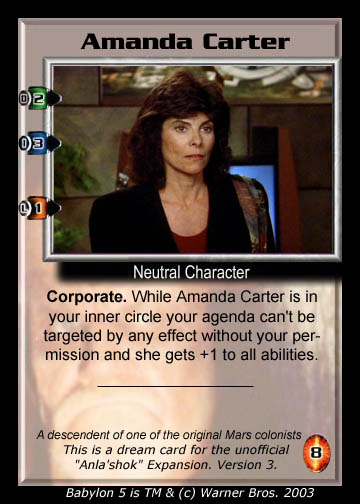 Amanda Carter
D 2
I 3
L 1
Neutral Character
Corporate. While Amanda Carter is in
your inner circle your agenda can't be
targeted by any effect without your per-
mission and she gets +1 to all abilities.
A descendent of one of the original Mars colonists
This is a dream card for the unofficial
"Anla'shok" Expansion. Version 3.
8
Babylon 5 is TM & (c) Warner Bros. 2003